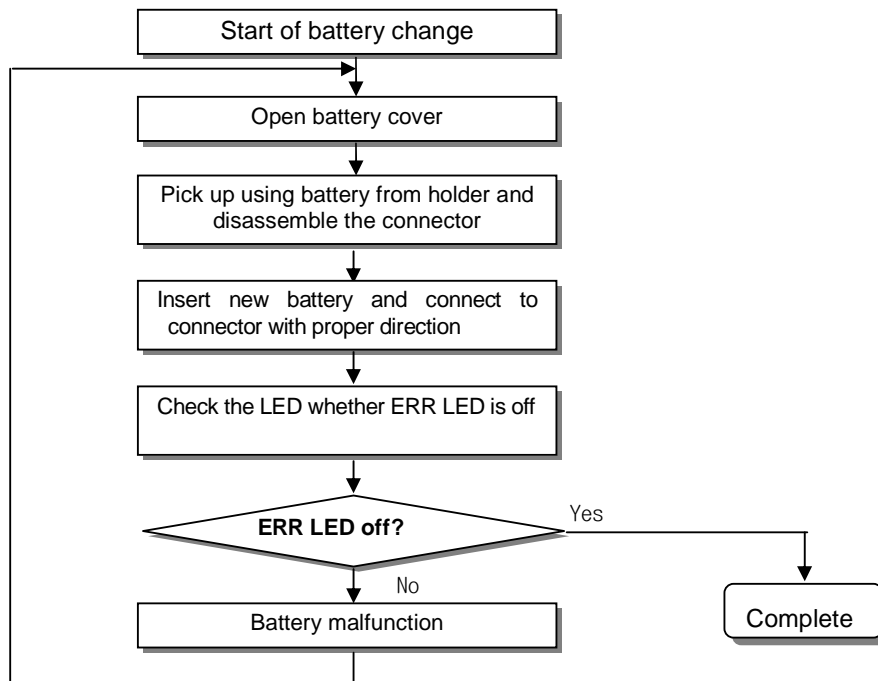 Start of battery change
Open battery cover
Pick up using battery from holder and
disassemble the connector
Insert new battery and connect to
connector with proper direction
Check the LED whether ERR LED is off
ERR LED off?
Yes
No
Battery malfunction
Complete